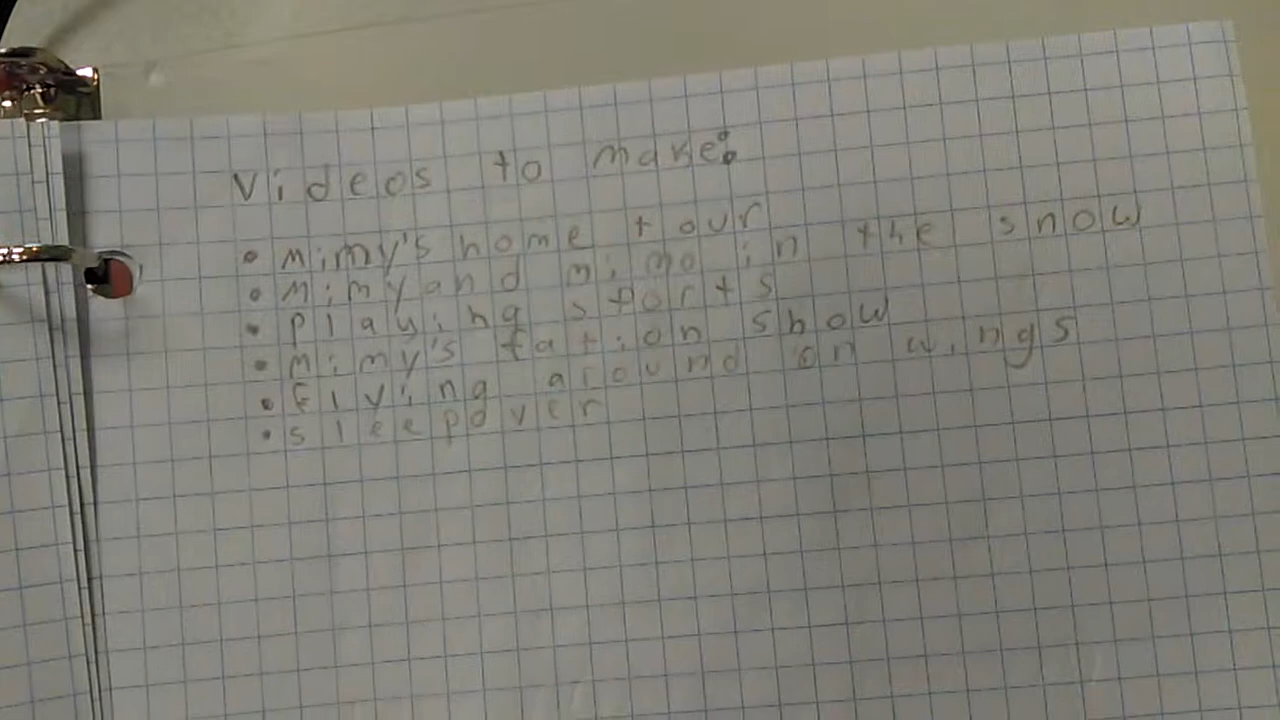 Videos to make:
• Mimy's home tour
• Mimy and mimo in the snow
• Playing sports
• Mimy's fation show
• Flying around on wings
• sleepover